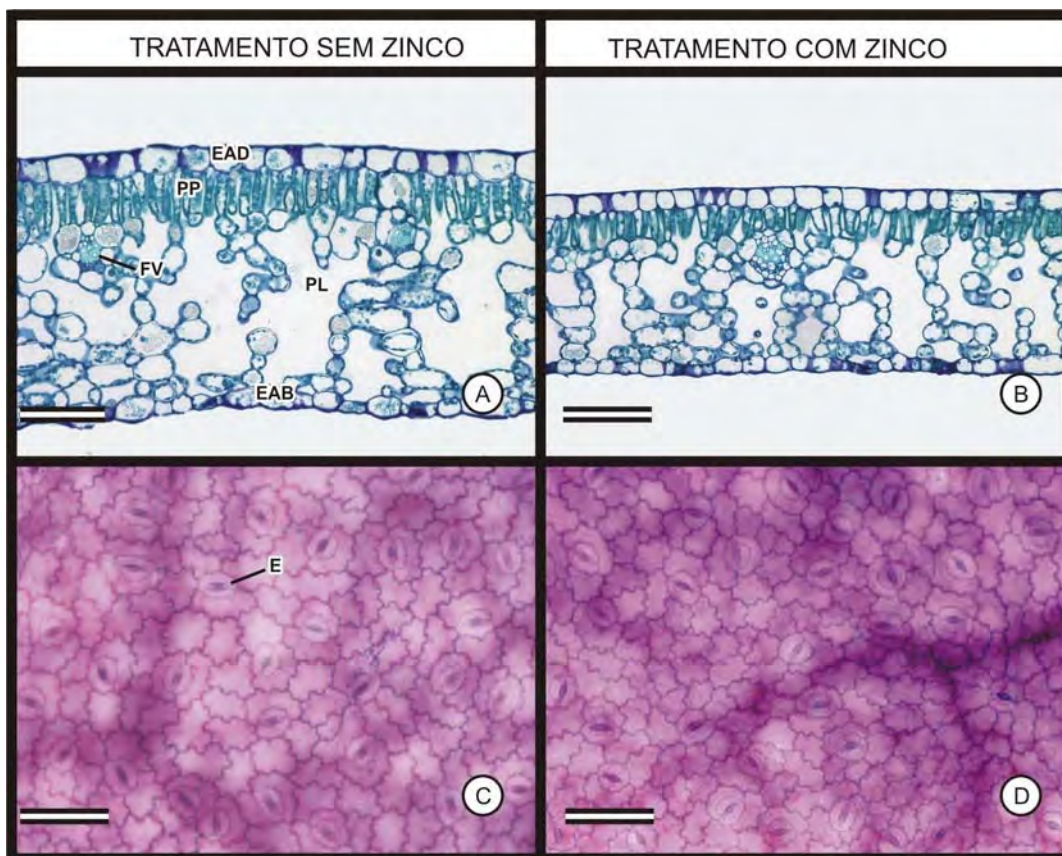 TRATAMENTO SEM ZINCO
TRATAMENTO COM ZINCO
EAD
PP
FV
PL
EAB
A
B
E
C
D